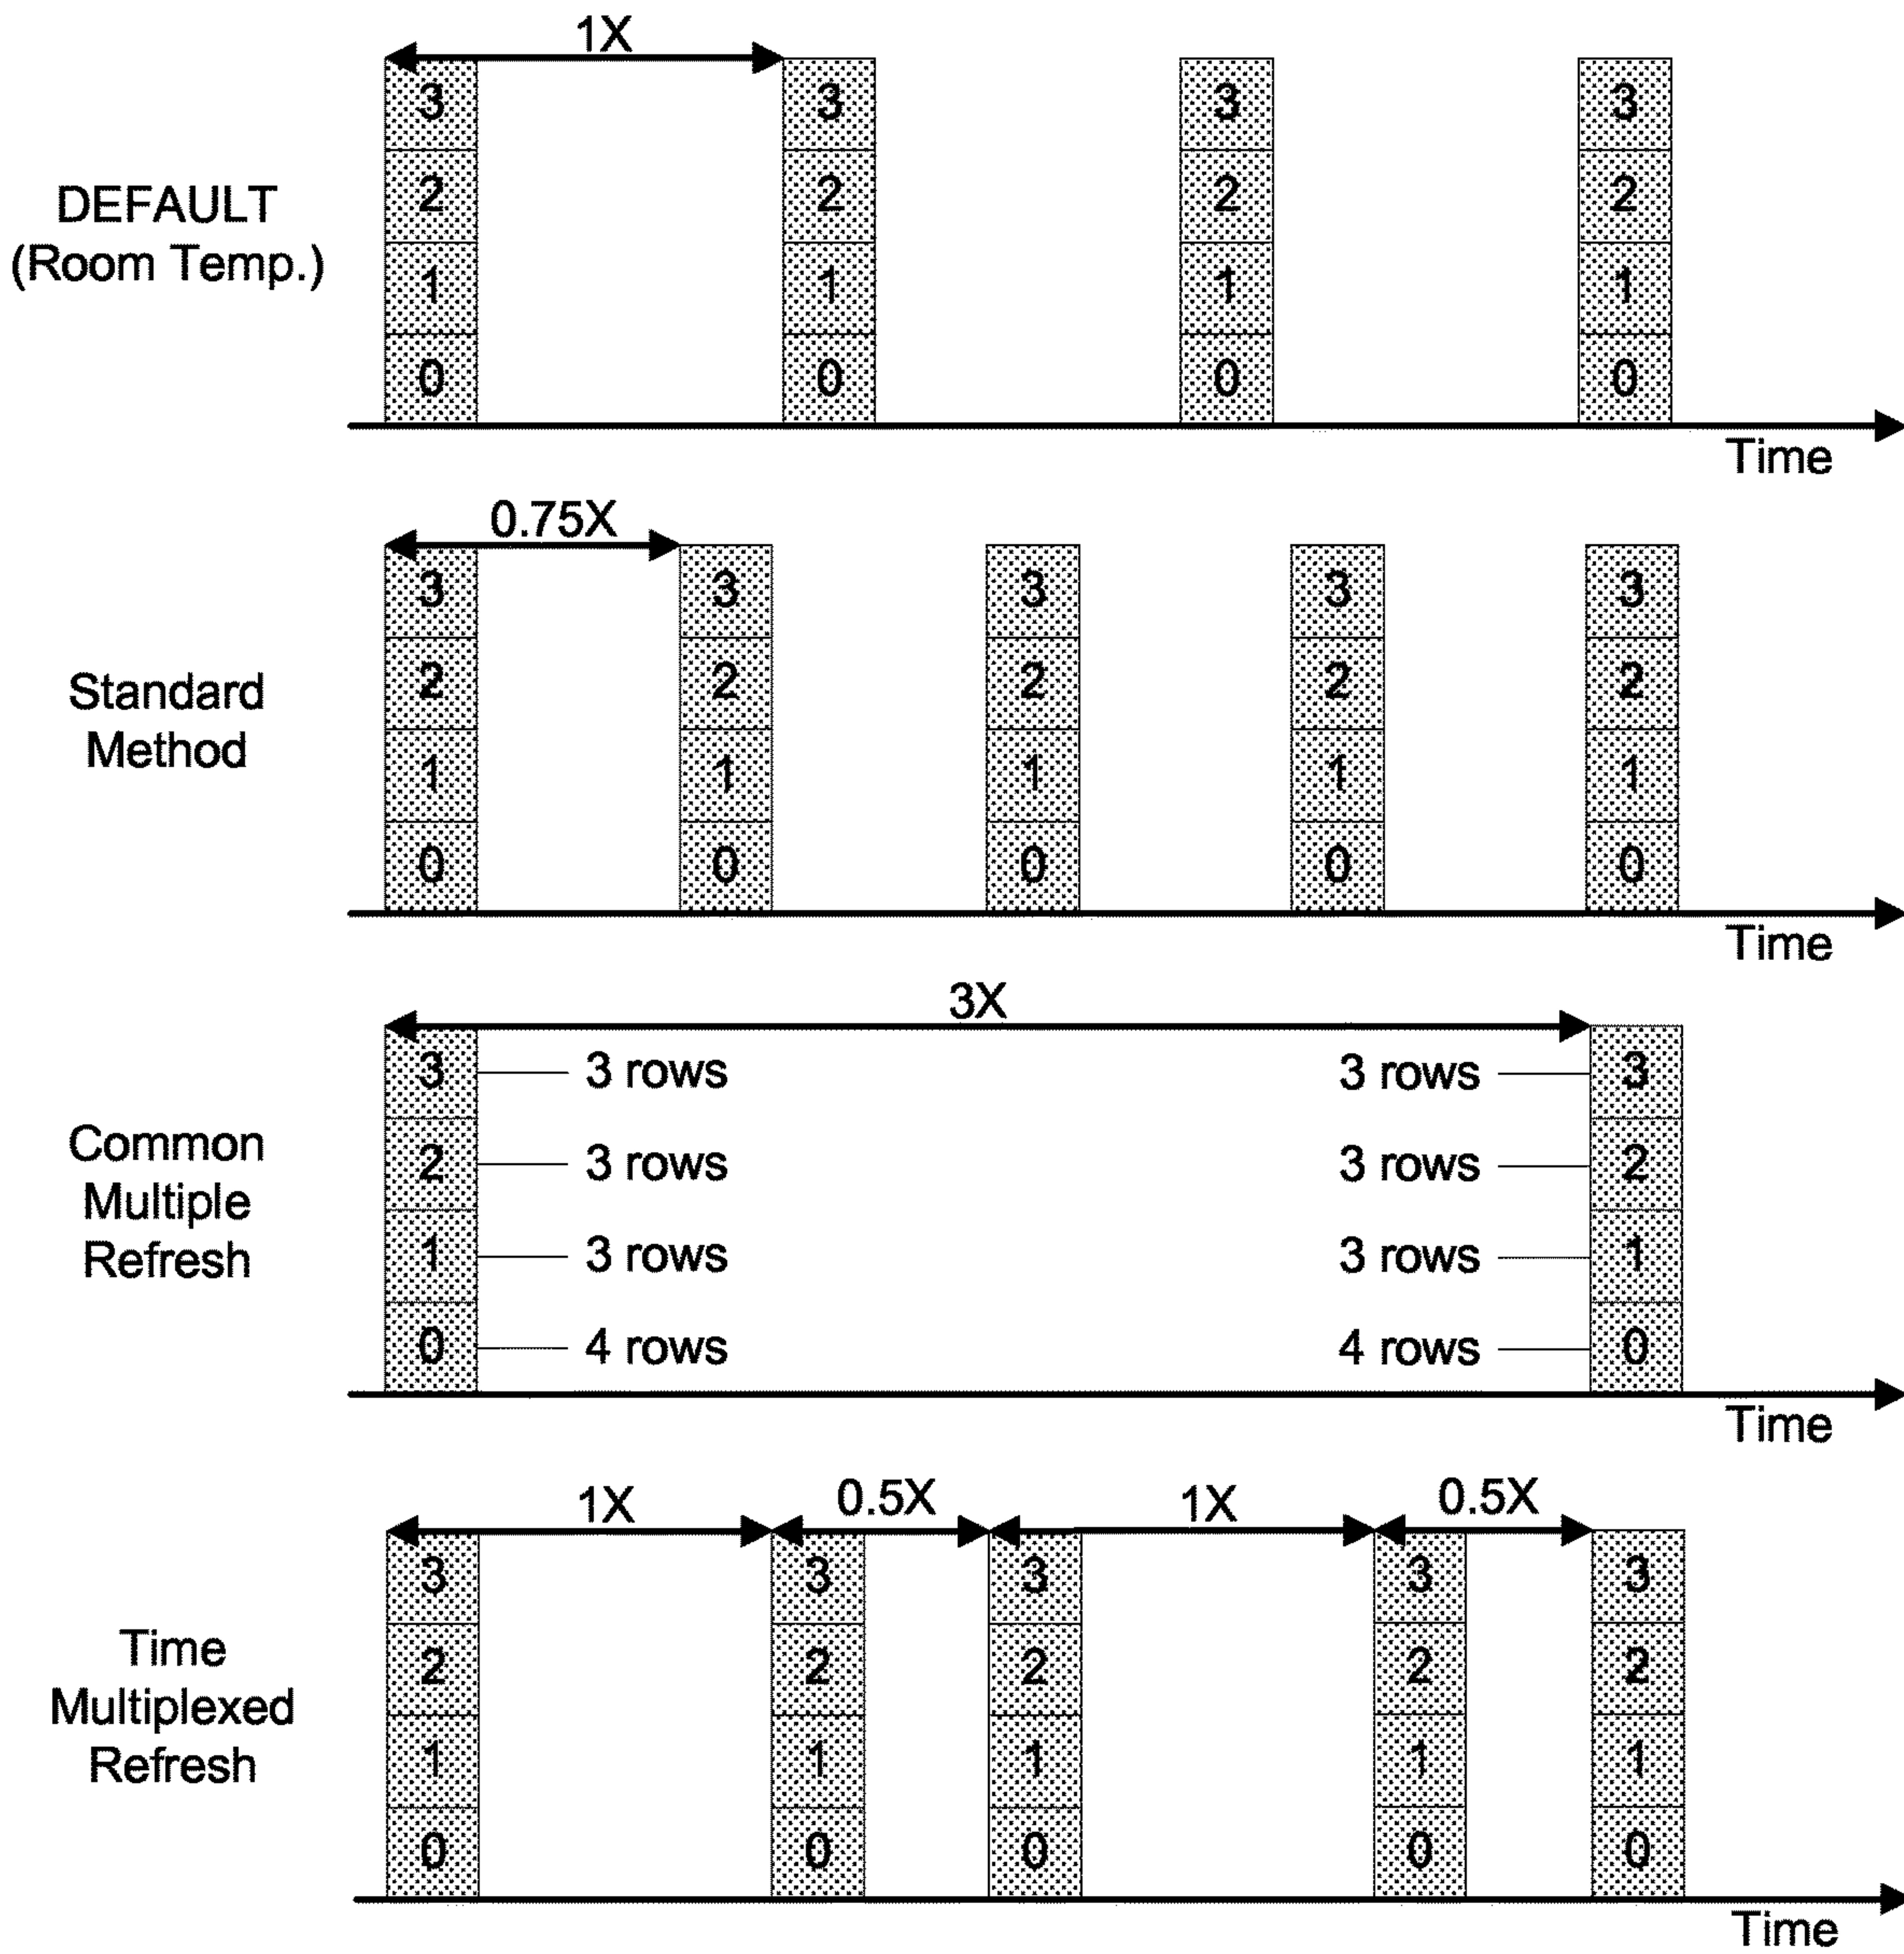 1X
3 3 3 3
DEFAULT
(Room Temp.)
2 2 2 2
1 1 1 1
0 0 0 0
Time
0.75X
3 3 3 3 3
Standard
Method
2 2 2 2 2
1 1 1 1 1
0 0 0 0 0
Time
3X
3 3 rows 3 rows 3
Common
Multiple
Refresh
2 3 rows 3 rows 2
1 3 rows 3 rows 1
0 4 rows 4 rows 0
Time
1X 0.5X 1X 0.5X
3 3 3 3 3
Time
Multiplexed
Refresh
2 2 2 2 2
1 1 1 1 1
0 0 0 0 0
Time